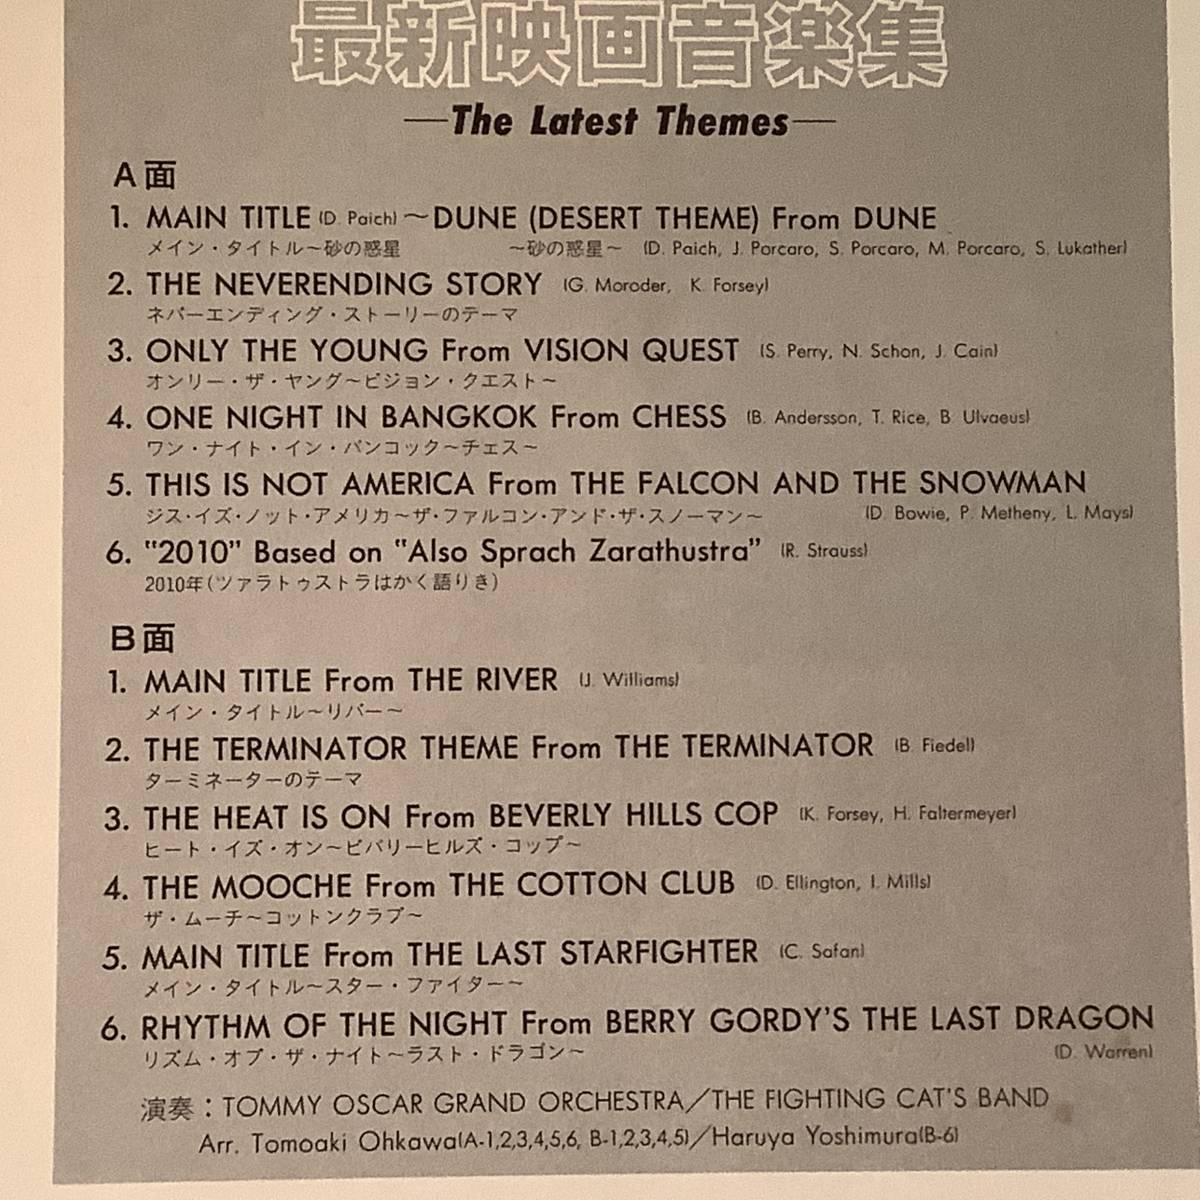 最新映画音楽集
—The Latest Themes—
A面
1. MAIN TITLE (D. Paich) ～DUNE (DESERT THEME) From DUNE
メイン・タイトル～砂の惑星 ～砂の惑星～ (D. Paich, J. Porcaro, S. Porcaro, M. Porcaro, S. Lukather)
2. THE NEVERENDING STORY (G. Moroder, K. Forsey)
ネバーエンディング・ストーリーのテーマ
3. ONLY THE YOUNG From VISION QUEST (S. Perry, N. Schon, J. Cain)
オンリー・ザ・ヤング～ビジョン・クエスト～
4. ONE NIGHT IN BANGKOK From CHESS (B. Andersson, T. Rice, B. Ulvaeus)
ワン・ナイト・イン・バンコック～チェス～
5. THIS IS NOT AMERICA From THE FALCON AND THE SNOWMAN
ジス・イズ・ノット・アメリカ～ザ・ファルコン・アンド・ザ・スノーマン～ (D. Bowie, P. Metheny, L. Mays)
6. "2010" Based on "Also Sprach Zarathustra" (R. Strauss)
2010年(ツァラトゥストラはかく語りき)
B面
1. MAIN TITLE From THE RIVER (J. Williams)
メイン・タイトル～リバー～
2. THE TERMINATOR THEME From THE TERMINATOR (B. Fiedel)
ターミネーターのテーマ
3. THE HEAT IS ON From BEVERLY HILLS COP (K. Forsey, H. Faltermeyer)
ヒート・イズ・オン～ビバリーヒルズ・コップ～
4. THE MOOCHE From THE COTTON CLUB (D. Ellington, I. Mills)
ザ・ムーチ～コットンクラブ～
5. MAIN TITLE From THE LAST STARFIGHTER (C. Safan)
メイン・タイトル～スター・ファイター～
6. RHYTHM OF THE NIGHT From BERRY GORDY'S THE LAST DRAGON
リズム・オブ・ザ・ナイト～ラスト・ドラゴン～ (D. Warren)
演奏：TOMMY OSCAR GRAND ORCHESTRA／THE FIGHTING CAT'S BAND
Arr. Tomoaki Ohkawa(A-1,2,3,4,5,6, B-1,2,3,4,5)／Haruya Yoshimura(B-6)